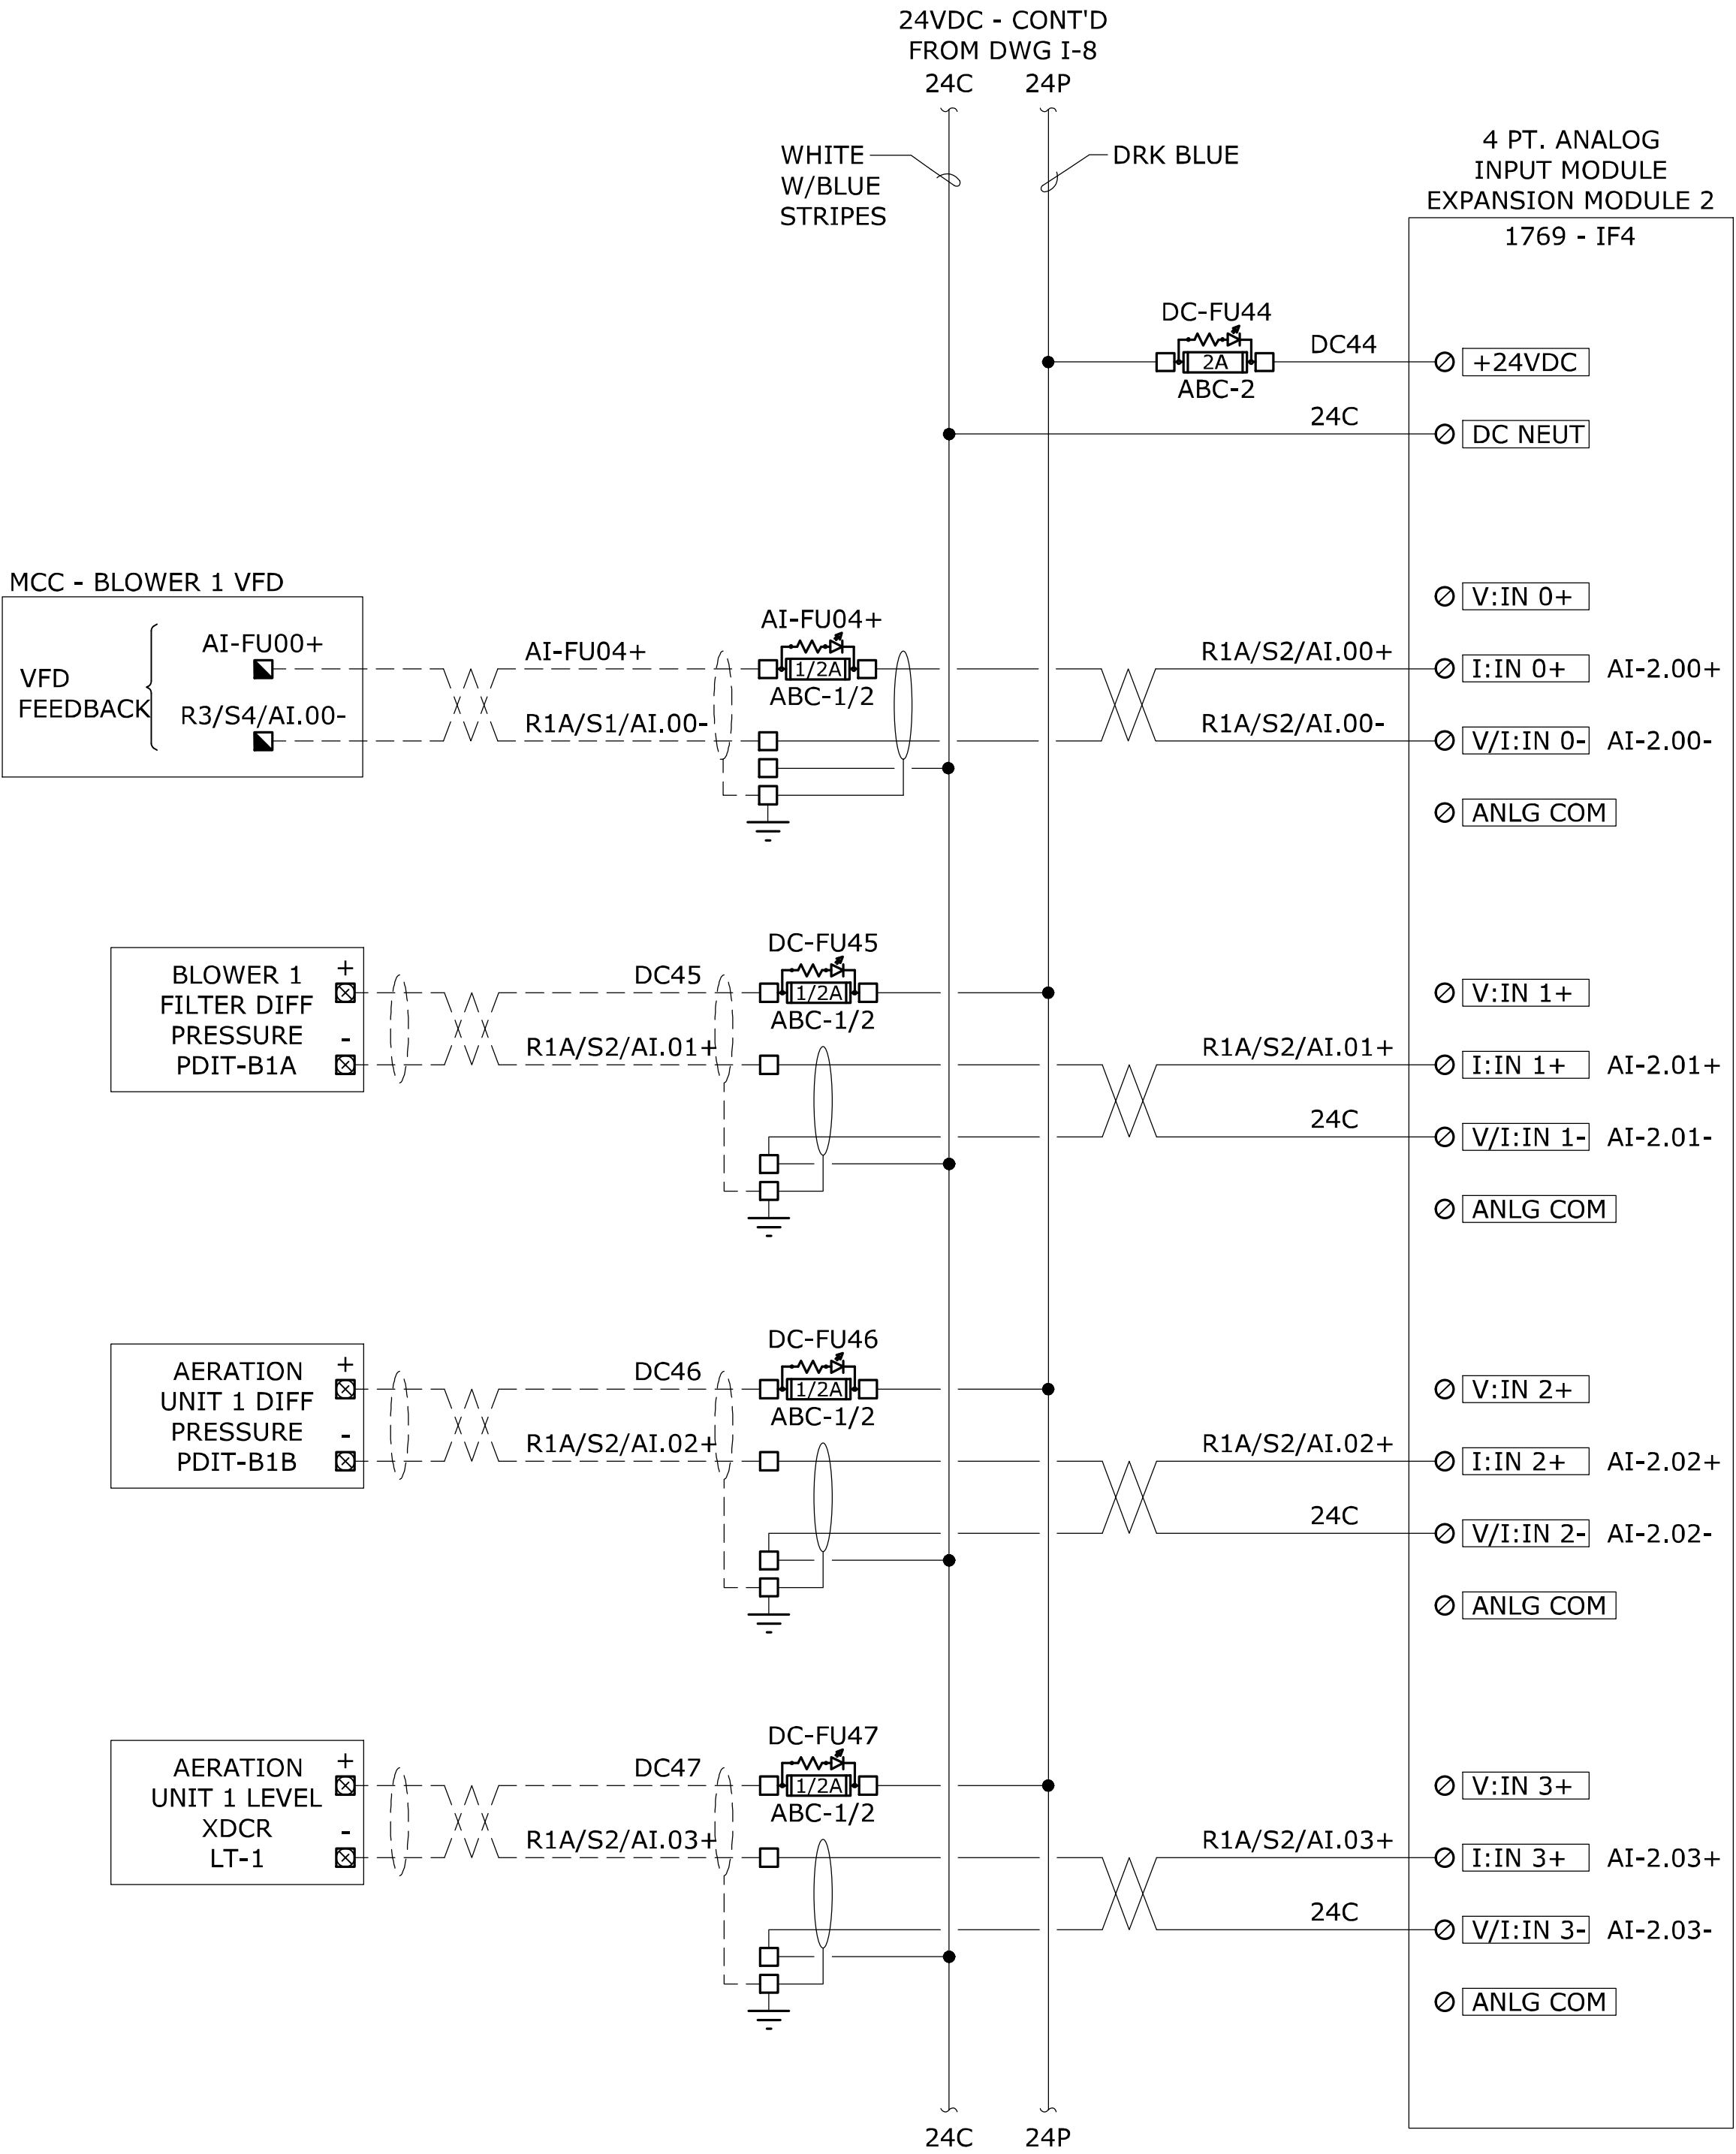 24VDC - CONT'D
FROM DWG I-8
24C
24P
WHITE
W/BLUE
STRIPES
DRK BLUE
4 PT. ANALOG
INPUT MODULE
EXPANSION MODULE 2
1769 - IF4
DC-FU44
2A
ABC-2
DC44
+24VDC
24C
DC NEUT
MCC - BLOWER 1 VFD
VFD
FEEDBACK
AI-FU00+
R3/S4/AI.00-
AI-FU04+
R1A/S1/AI.00-
AI-FU04+
1/2A
ABC-1/2
R1A/S2/AI.00+
R1A/S2/AI.00-
V:IN 0+
I:IN 0+
AI-2.00+
V/I:IN 0-
AI-2.00-
ANLG COM
BLOWER 1
FILTER DIFF
PRESSURE
PDIT-B1A
+
-
DC45
R1A/S2/AI.01+
DC-FU45
1/2A
ABC-1/2
R1A/S2/AI.01+
24C
V:IN 1+
I:IN 1+
AI-2.01+
V/I:IN 1-
AI-2.01-
ANLG COM
AERATION
UNIT 1 DIFF
PRESSURE
PDIT-B1B
+
-
DC46
R1A/S2/AI.02+
DC-FU46
1/2A
ABC-1/2
R1A/S2/AI.02+
24C
V:IN 2+
I:IN 2+
AI-2.02+
V/I:IN 2-
AI-2.02-
ANLG COM
AERATION
UNIT 1 LEVEL
XDCR
LT-1
+
-
DC47
R1A/S2/AI.03+
DC-FU47
1/2A
ABC-1/2
R1A/S2/AI.03+
24C
V:IN 3+
I:IN 3+
AI-2.03+
V/I:IN 3-
AI-2.03-
ANLG COM
24C
24P